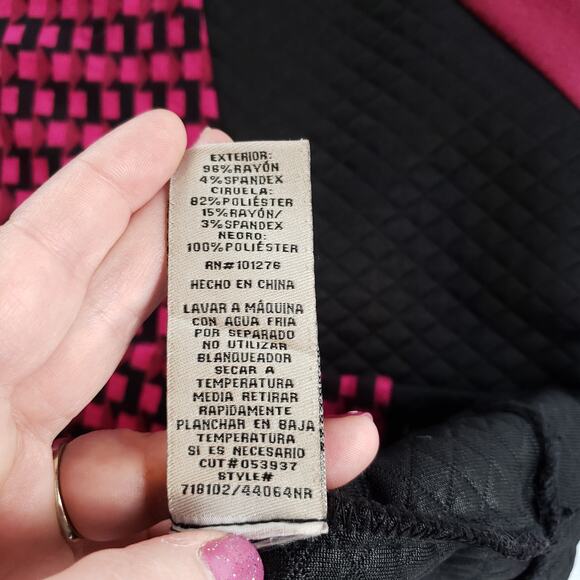 EXTERIOR:
96%RAYÓN
4%SPANDEX
CIRUELA:
82%POLIÉSTER
15%RAYÓN/
3%SPANDEX
NEGRO:
100%POLIÉSTER
RN#101276
HECHO EN CHINA
LAVAR A MÁQUINA
CON AGUA FRIA
POR SEPARADO
NO UTILIZAR
BLANQUEADOR
SECAR A
TEMPERATURA
MEDIA RETIRAR
RAPIDAMENTE
PLANCHAR EN BAJA
TEMPERATURA
SI ES NECESARIO
CUT#053937
STYLE#
718102/44064NR